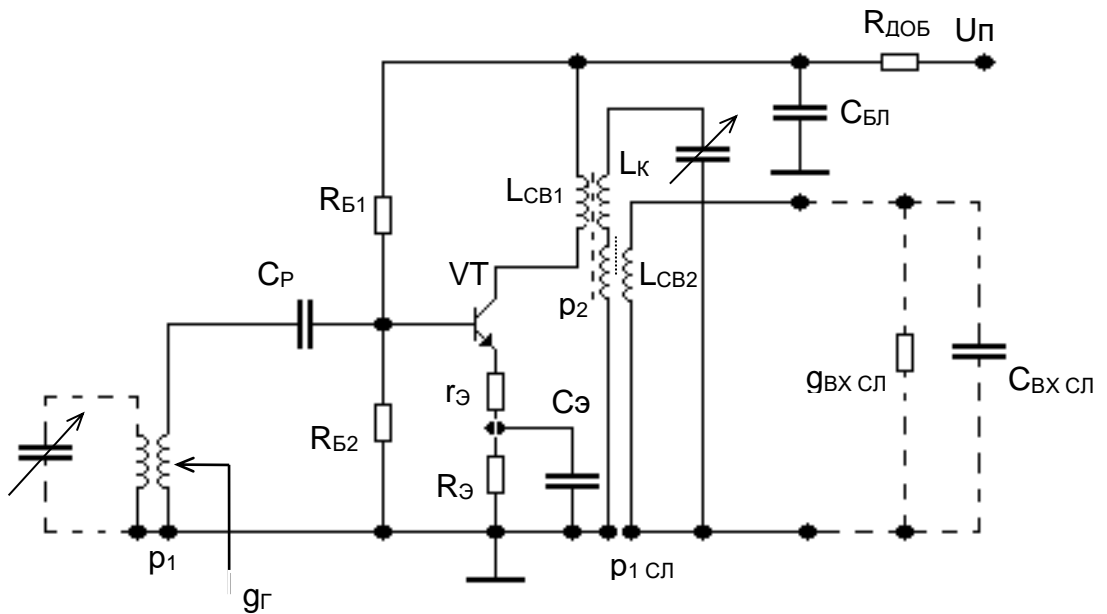 RДОБ Uп
CБЛ
LК
RБ1 LСВ1
CР VT
LСВ2
p2
gВХ СЛ CВХ СЛ
rЭ CЭ
RБ2
RЭ
p1 p1 СЛ
gГ